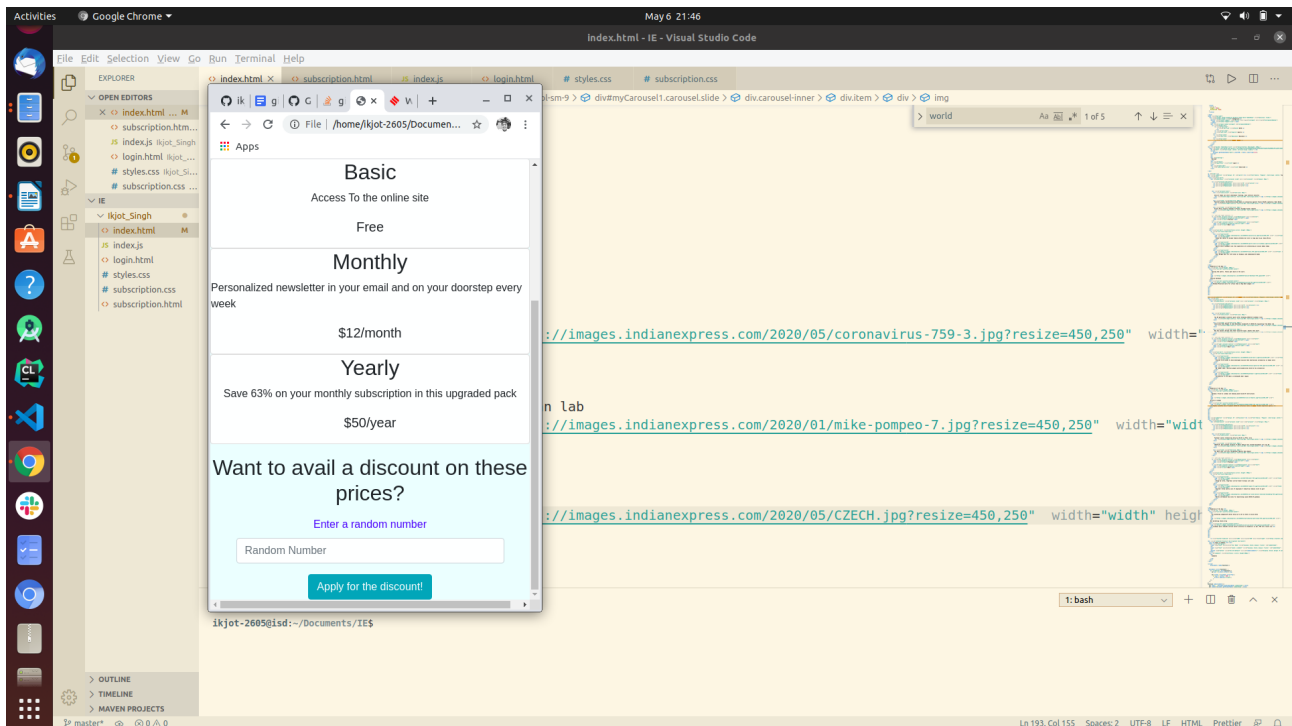 Activities
Google Chrome
May 6 21:46
index.html - IE - Visual Studio Code
File Edit Selection View Go Run Terminal Help
EXPLORER
OPEN EDITORS
index.html ... M
subscription.htm...
index.js Ikjot_Singh
login.html Ikjot_...
styles.css Ikjot_Si...
subscription.css ...
IE
Ikjot_Singh
index.html M
index.js
login.html
styles.css
subscription.css
subscription.html
OUTLINE
TIMELINE
MAVEN PROJECTS
index.html
subscription.html
index.js
login.html
styles.css
subscription.css
ol-sm-9 > div#myCarousel1.carousel.slide > div.carousel-inner > div.item > div > img
world
1 of 5
File /home/ikjot-2605/Documen...
Apps
Basic
Access To the online site
Free
Monthly
Personalized newsletter in your email and on your doorstep every
week
$12/month
Yearly
Save 63% on your monthly subscription in this upgraded pack
$50/year
Want to avail a discount on these
prices?
Enter a random number
Random Number
Apply for the discount!
://images.indianexpress.com/2020/05/coronavirus-759-3.jpg?resize=450,250" width="
n lab
://images.indianexpress.com/2020/01/mike-pompeo-7.jpg?resize=450,250" width="widt
://images.indianexpress.com/2020/05/CZECH.jpg?resize=450,250" width="width" heigh
1: bash
ikjot-2605@isd:~/Documents/IE$
master* 0 0
Ln 193, Col 155 Spaces: 2 UTF-8 LF HTML Prettier